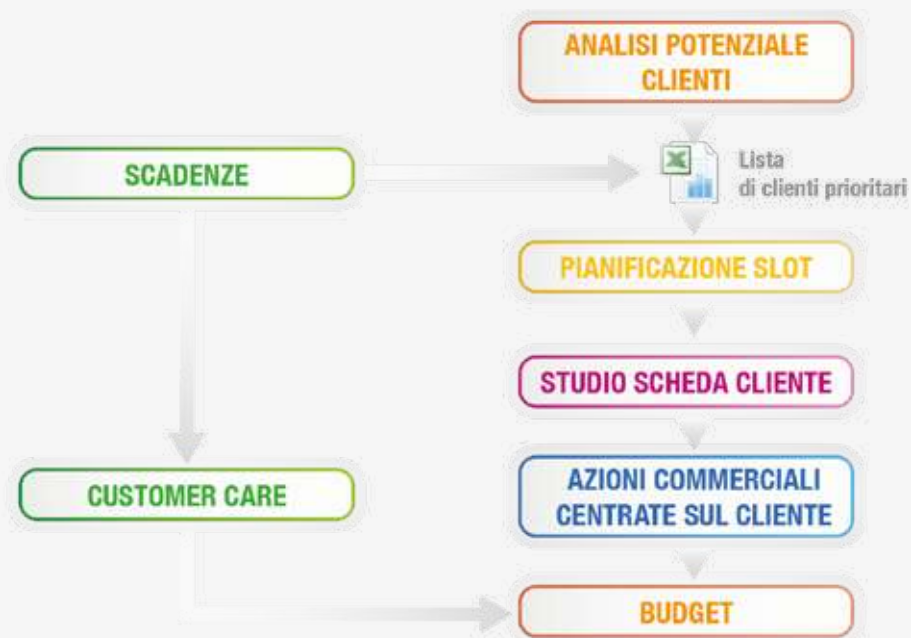 ANALISI POTENZIALE
CLIENTI
SCADENZE
Lista
di clienti prioritari
PIANIFICAZIONE SLOT
STUDIO SCHEDA CLIENTE
CUSTOMER CARE
AZIONI COMMERCIALI
CENTRATE SUL CLIENTE
BUDGET